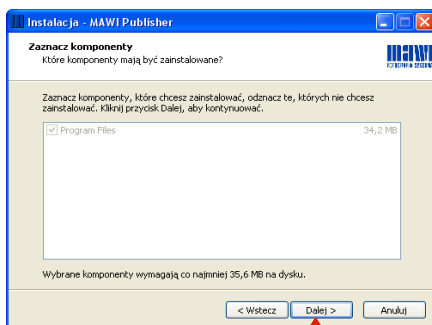 Instalacja - MAWI Publisher
Zaznacz komponenty
Które komponenty mają być zainstalowane?
mawi
Zaznacz komponenty, które chcesz zainstalować, odznacz te, których nie chcesz
zainstalować. Kliknij przycisk Dalej, aby kontynuować.
Program Files 34,2 MB
Wybrane komponenty wymagają co najmniej 35,6 MB na dysku.
< Wstecz Dalej > Anuluj